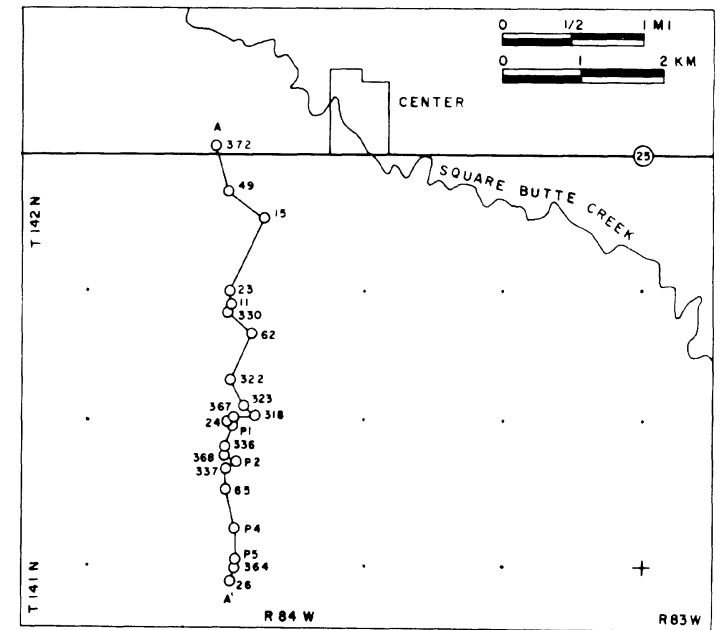 0 1/2 1 MI
0 1 2 KM
CENTER
A
372
25
49
SQUARE BUTTE CREEK
15
T 142 N
23
11
330
62
322
323
367
318
24
P1
336
368
P2
337
65
P4
P5
364
26
A'
T 141 N
R 84 W
R 83 W